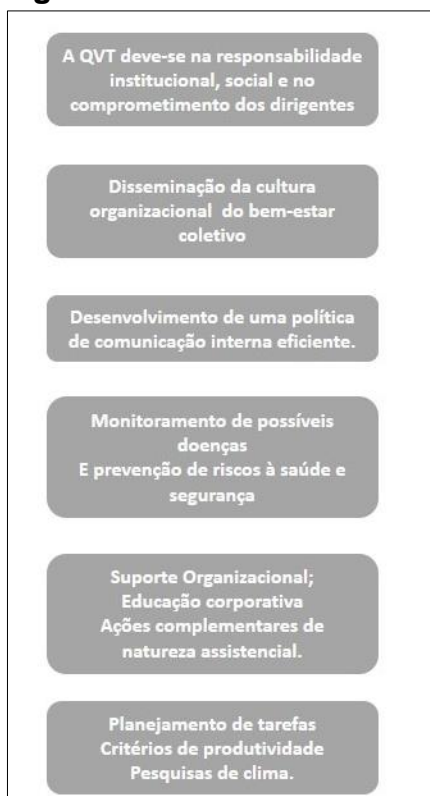 A QVT deve-se na responsabilidade
institucional, social e no
comprometimento dos dirigentes
Disseminação da cultura
organizacional do bem-estar
coletivo
Desenvolvimento de uma política
de comunicação interna eficiente.
Monitoramento de possíveis
doenças
E prevenção de riscos à saúde e
segurança
Suporte Organizacional;
Educação corporativa
Ações complementares de
natureza assistencial.
Planejamento de tarefas
Critérios de produtividade
Pesquisas de clima.